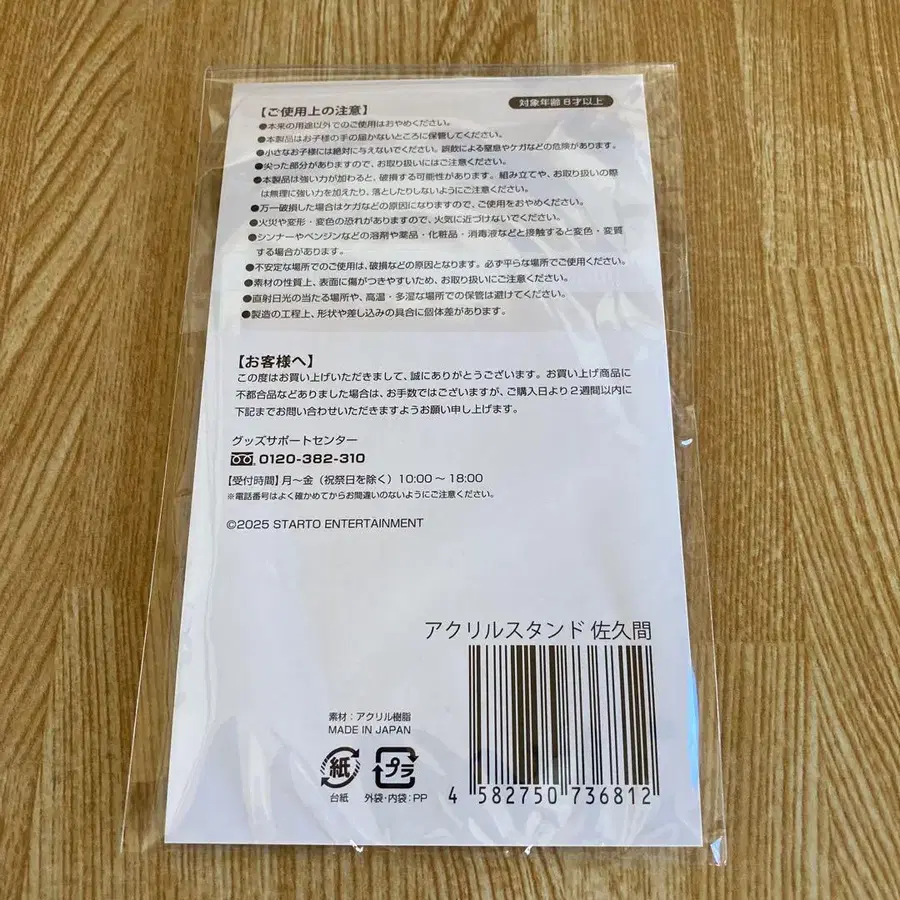 【ご使用上の注意】
対象年齢8才以上
●本来の用途以外でのご使用はおやめください。
●本製品はお子様の手の届かないところに保管してください。
●小さなお子様には絶対に与えないでください。誤飲による窒息やケガなどの危険があります。
●尖った部分がありますので、お取り扱いにはご注意ください。
●本製品は強い力が加わると、破損する可能性があります。組み立てや、お取り扱いの際
は無理に強い力を加えたり、落としたりしないようにご注意ください。
●万一破損した場合はケガなどの原因になりますので、ご使用をおやめください。
●火災や変形・変色の恐れがありますので、火気に近づけないでください。
●シンナーやベンジンなどの溶剤や薬品・化粧品・消毒液などと接触すると変色・変質
する場合があります。
●不安定な場所でのご使用は、破損などの原因となります。必ず平らな場所でご使用ください。
●素材の性質上、表面に傷がつきやすいため、お取り扱いにご注意ください。
●直射日光の当たる場所や、高温・多湿な場所での保管は避けてください。
●製造の工程上、形状や差し込みの具合に個体差があります。
【お客様へ】
この度はお買い上げいただきまして、誠にありがとうございます。お買い上げ商品に
不都合品などありました場合は、お手数ではございますが、ご購入日より2週間以内に
下記までお問い合わせいただきますようお願い申し上げます。
グッズサポートセンター
0120-382-310
【受付時間】月～金（祝祭日を除く）10:00～18:00
※電話番号はよく確かめてからお間違いのないようにご注意ください。
©2025 STARTO ENTERTAINMENT
アクリルスタンド 佐久間
素材：アクリル樹脂
MADE IN JAPAN
紙
プラ
台紙
外袋・内袋：PP
4 582750 736812